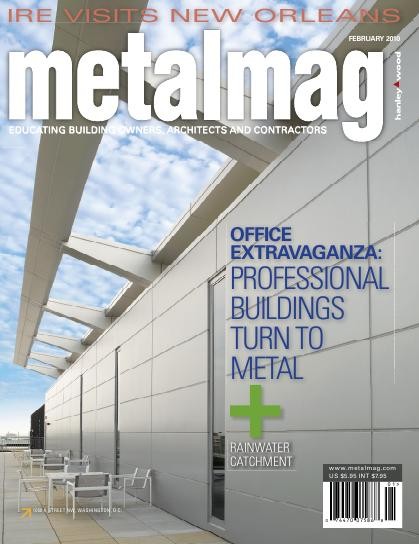 IRE VISITS NEW ORLEANS
FEBRUARY 2010
metalmag
hanley wood
EDUCATING BUILDING OWNERS, ARCHITECTS AND CONTRACTORS
OFFICE
EXTRAVAGANZA:
PROFESSIONAL
BUILDINGS
TURN TO
METAL
+
RAINWATER
CATCHMENT
www.metalmag.com
US $5.95 INT $7.95
STREET NW, WASHINGTON, D.C.